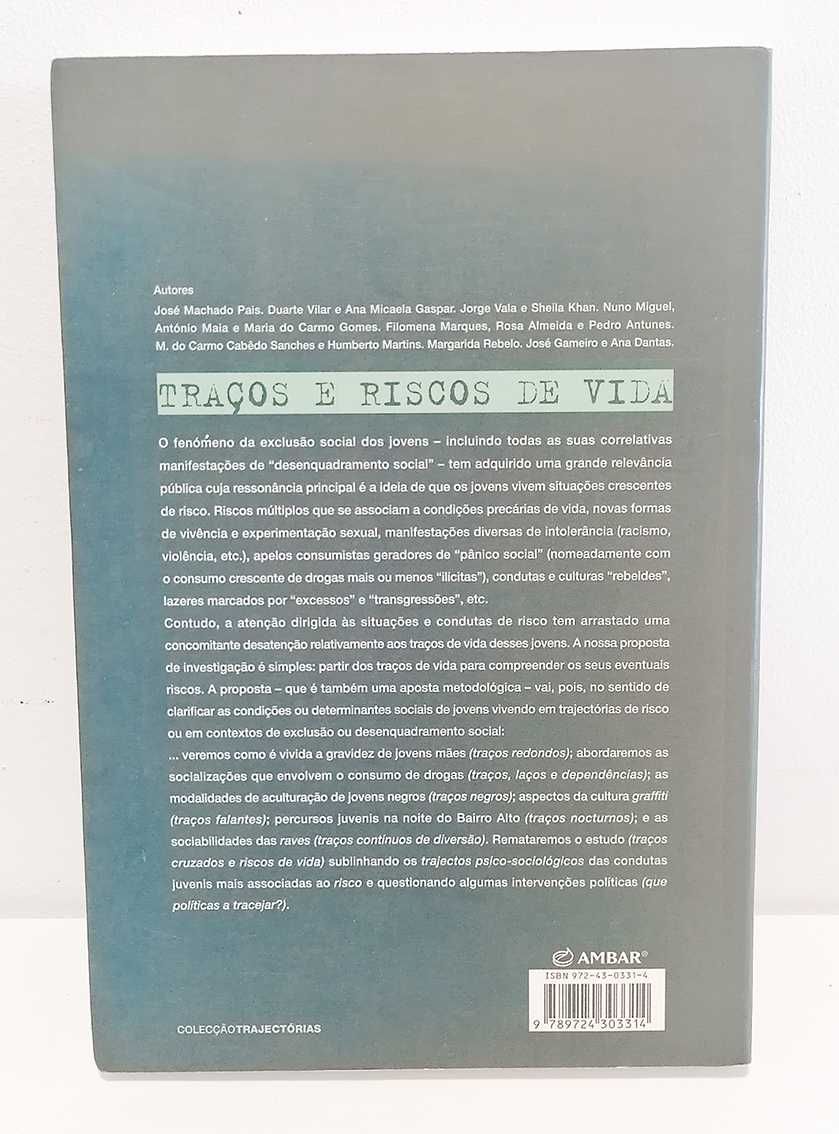 Autores
José Machado Pais. Duarte Vilar e Ana Micaela Gaspar. Jorge Vala e Sheila Khan. Nuno Miguel,
António Maia e Maria do Carmo Gomes. Filomena Marques, Rosa Almeida e Pedro Antunes.
M. do Carmo Cabêdo Sanches e Humberto Martins. Margarida Rebelo. José Gameiro e Ana Dantas.
TRAÇOS E RISCOS DE VIDA
O fenómeno da exclusão social dos jovens – incluindo todas as suas correlativas
manifestações de “desenquadramento social” – tem adquirido uma grande relevância
pública cuja ressonância principal é a ideia de que os jovens vivem situações crescentes
de risco. Riscos múltiplos que se associam a condições precárias de vida, novas formas
de vivência e experimentação sexual, manifestações diversas de intolerância (racismo,
violência, etc.), apelos consumistas geradores de “pânico social” (nomeadamente com
o consumo crescente de drogas mais ou menos “ilícitas”), condutas e culturas “rebeldes”,
lazeres marcados por “excessos” e “transgressões”, etc.
Contudo, a atenção dirigida às situações e condutas de risco tem arrastado uma
concomitante desatenção relativamente aos traços de vida desses jovens. A nossa proposta
de investigação é simples: partir dos traços de vida para compreender os seus eventuais
riscos. A proposta – que é também uma aposta metodológica – vai, pois, no sentido de
clarificar as condições ou determinantes sociais de jovens vivendo em trajectórias de risco
ou em contextos de exclusão ou desenquadramento social:
... veremos como é vivida a gravidez de jovens mães (traços redondos); abordaremos as
socializações que envolvem o consumo de drogas (traços, laços e dependências); as
modalidades de aculturação de jovens negros (traços negros); aspectos da cultura graffiti
(traços falantes); percursos juvenis na noite do Bairro Alto (traços nocturnos); e as
sociabilidades das raves (traços contínuos de diversão). Remataremos o estudo (traços
cruzados e riscos de vida) sublinhando os trajectos psico-sociológicos das condutas
juvenis mais associadas ao risco e questionando algumas intervenções políticas (que
políticas a tracejar?).
AMBAR®
ISBN 972-43-0331-4
9 789724 303314
COLECÇÃOTRAJECTÓRIAS